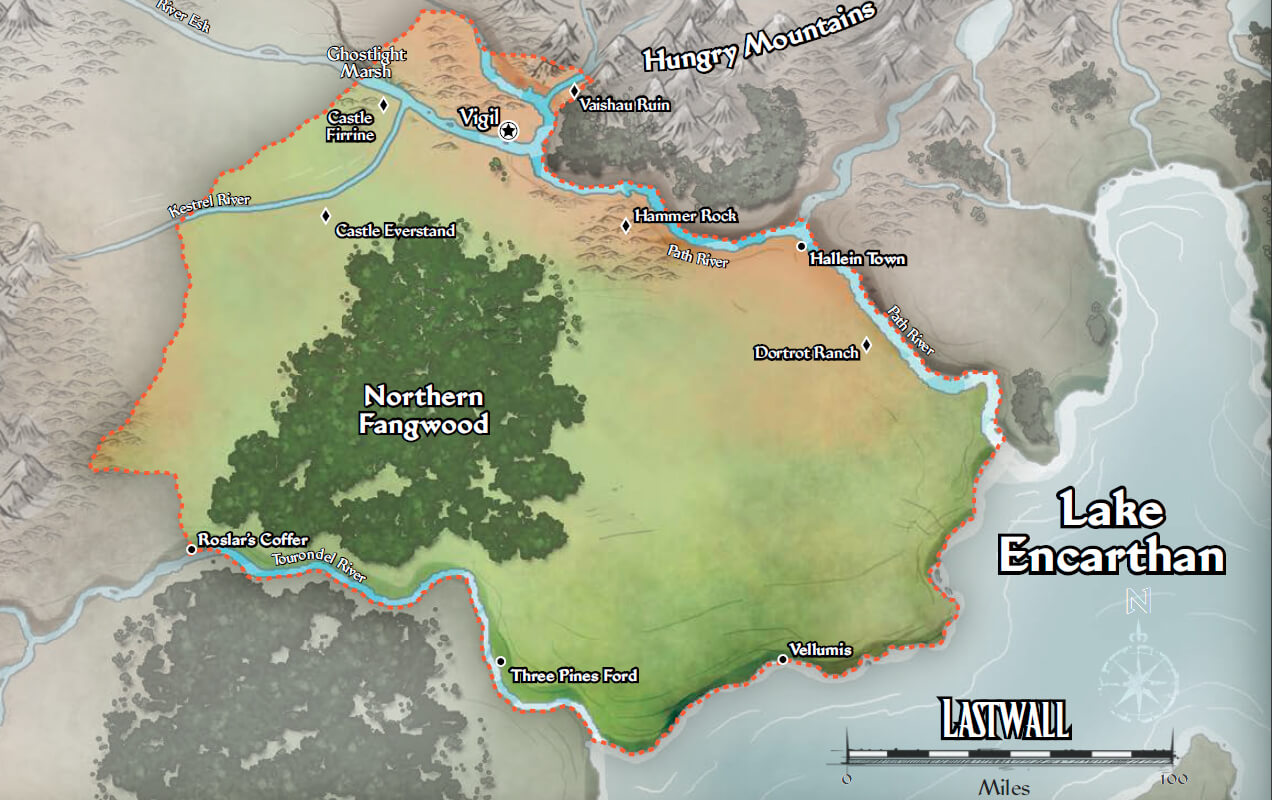 River Esk
Hungry Mountains
Ghostlight
Marsh
Vaishau Ruin
Vigil
Castle
Firrine
Kestrel River
Hammer Rock
Castle Everstand
Path River
Hallein Town
Path River
Dortrot Ranch
Northern
Fangwood
Lake
Encarthan
Roslar's Coffer
Tourondel River
N
Vellumis
Three Pines Ford
LASTWALL
0
100
Miles